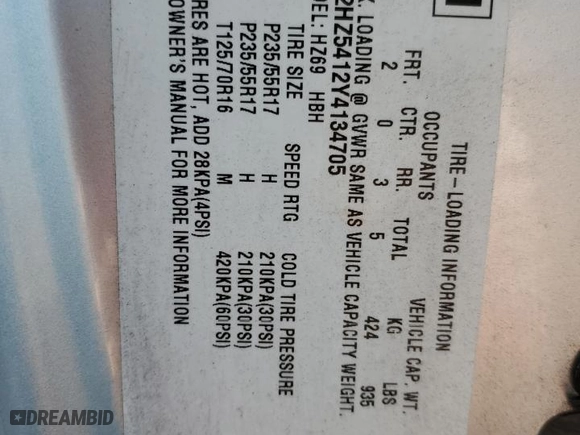 TIRE-LOADING INFORMATION
OCCUPANTS VEHICLE CAP. WT.
FRT. CTR. RR. TOTAL KG LBS
2 0 3 5 424 935
. LOADING @ GVWR SAME AS VEHICLE CAPACITY WEIGHT.
2HZ5412Y4134705
DEL: HZ69 HBH
TIRE SIZE SPEED RTG COLD TIRE PRESSURE
P235/55R17 H 210KPA(30PSI)
P235/55R17 H 210KPA(30PSI)
T125/70R16 M 420KPA(60PSI)
RES ARE HOT, ADD 28KPA(4PSI)
OWNER'S MANUAL FOR MORE INFORMATION
DREAMBID